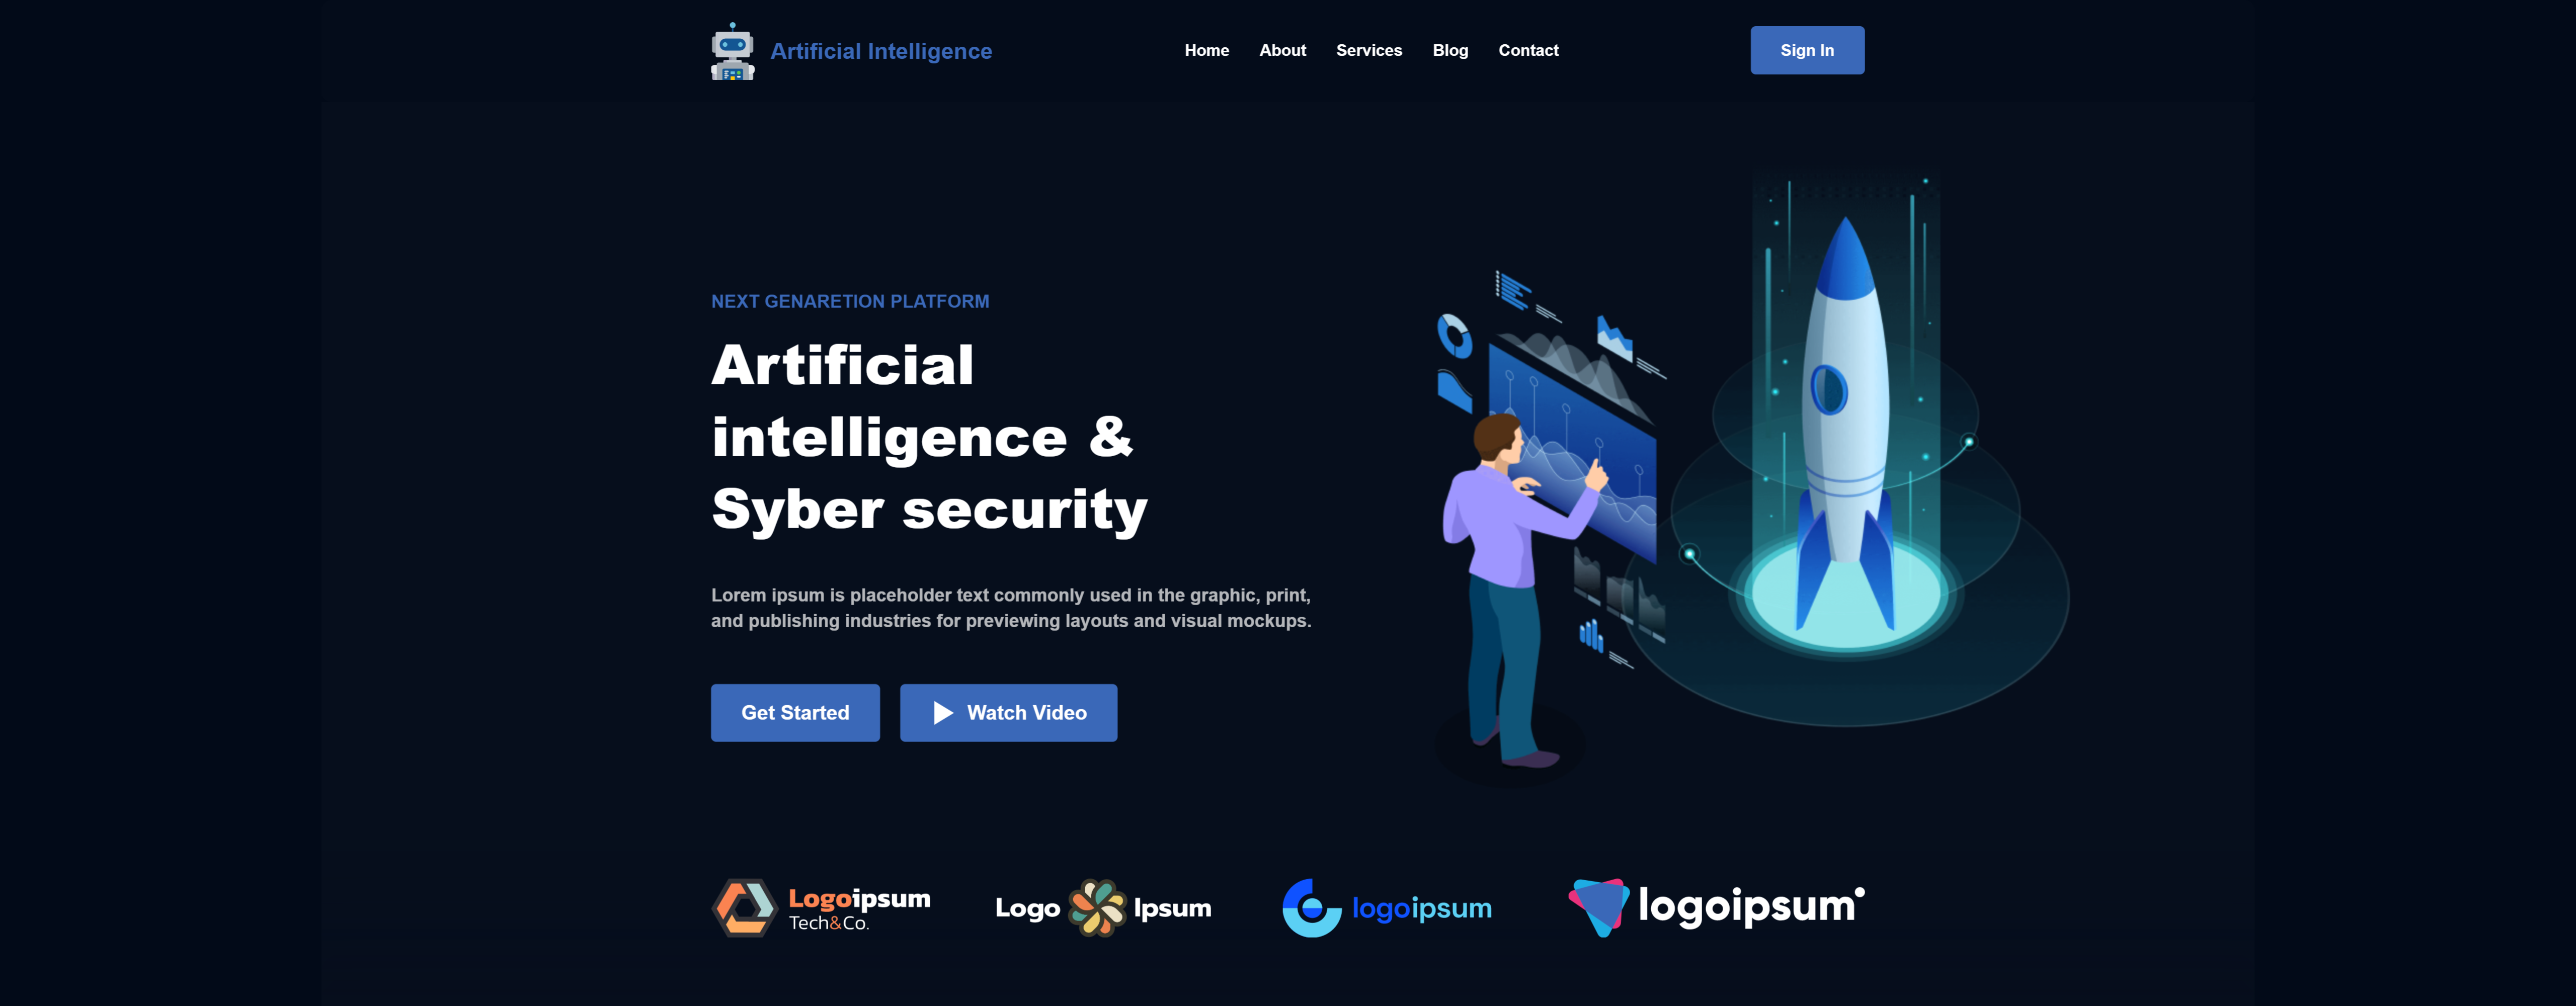 Artificial Intelligence
Home About Services Blog Contact
Sign In
NEXT GENARETION PLATFORM
Artificial
intelligence &
Syber security
Lorem ipsum is placeholder text commonly used in the graphic, print,
and publishing industries for previewing layouts and visual mockups.
Get Started
Watch Video
Logoipsum
Tech&Co.
Logo Ipsum
logoipsum
logoipsum